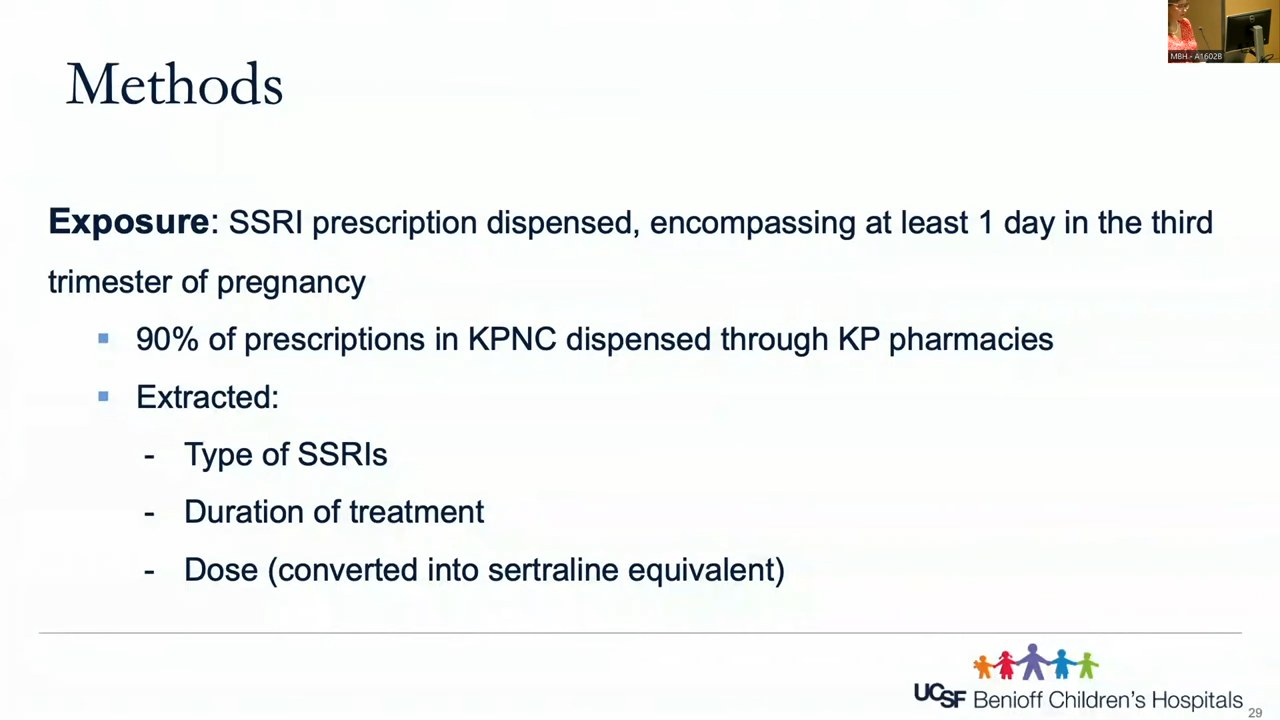 MBH - A1602B
Methods
Exposure: SSRI prescription dispensed, encompassing at least 1 day in the third
trimester of pregnancy
▪ 90% of prescriptions in KPNC dispensed through KP pharmacies
▪ Extracted:
- Type of SSRIs
- Duration of treatment
- Dose (converted into sertraline equivalent)
UCSF Benioff Children's Hospitals
29